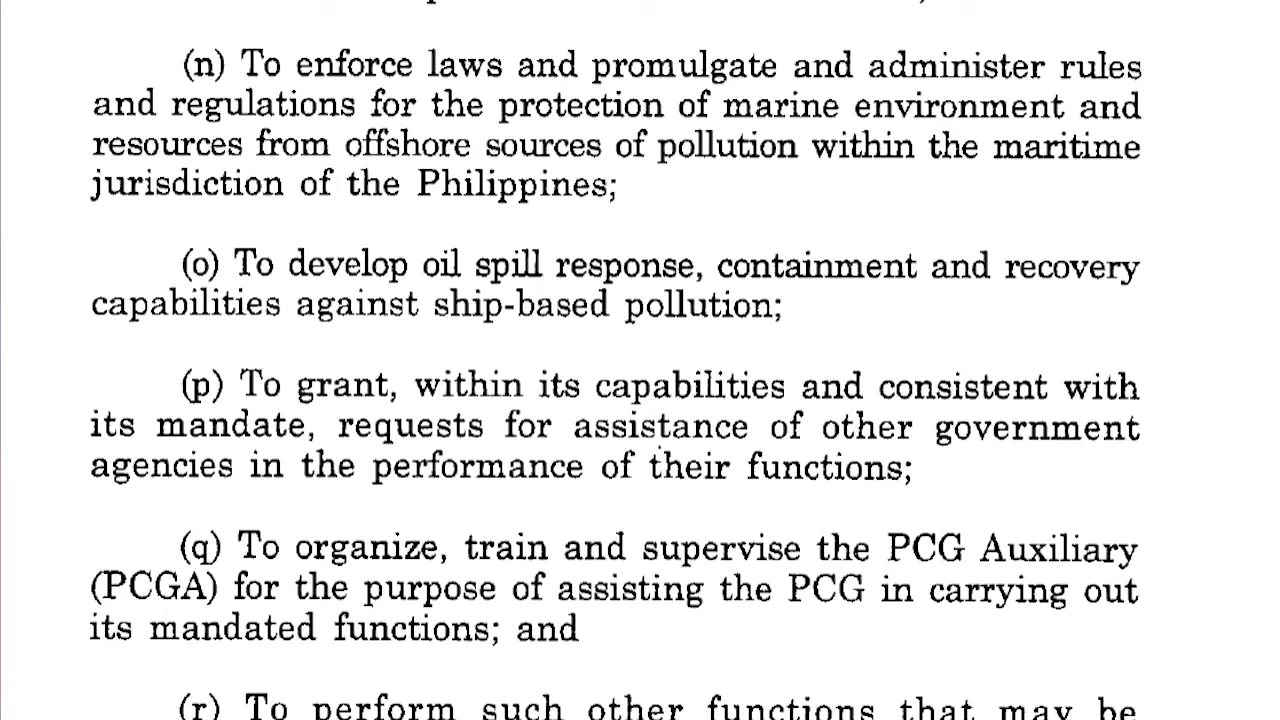 (n) To enforce laws and promulgate and administer rules
and regulations for the protection of marine environment and
resources from offshore sources of pollution within the maritime
jurisdiction of the Philippines;
(o) To develop oil spill response, containment and recovery
capabilities against ship-based pollution;
(p) To grant, within its capabilities and consistent with
its mandate, requests for assistance of other government
agencies in the performance of their functions;
(q) To organize, train and supervise the PCG Auxiliary
(PCGA) for the purpose of assisting the PCG in carrying out
its mandated functions; and
(r) To perform such other functions that may be